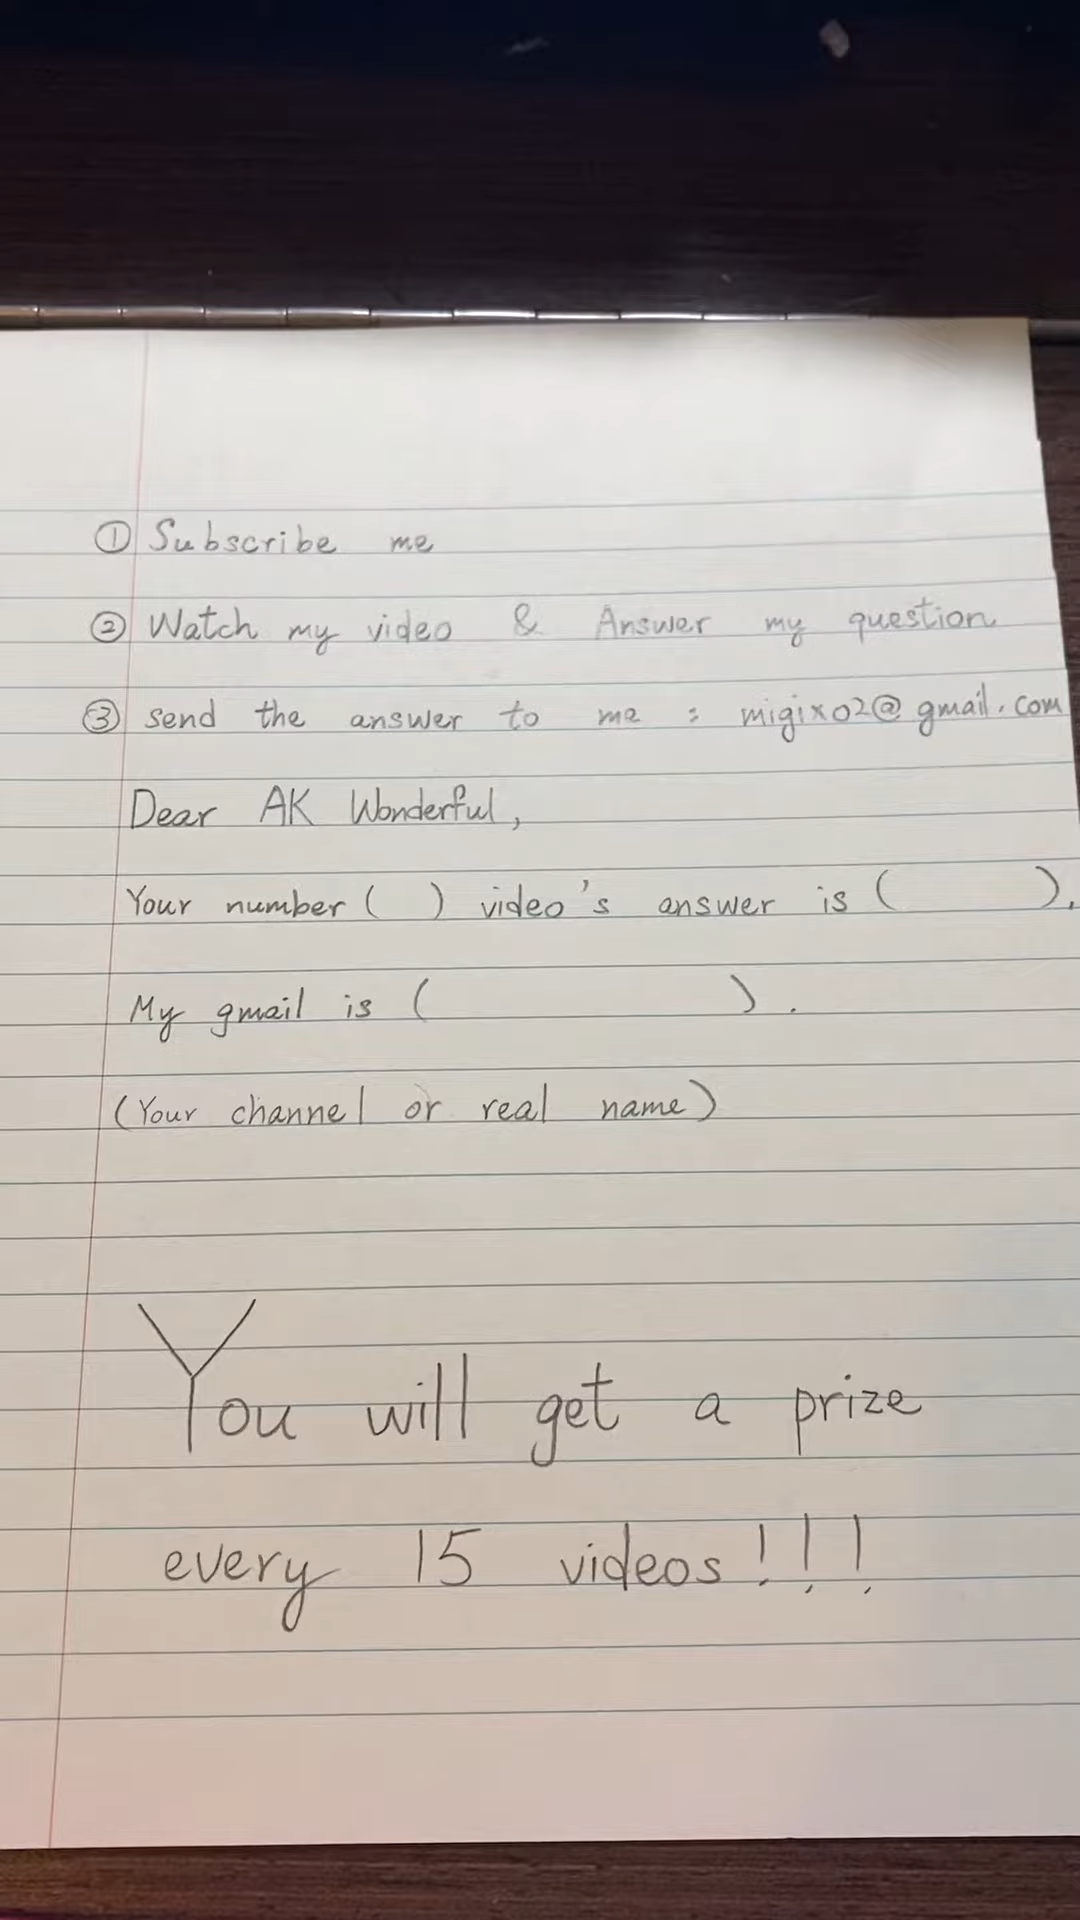 ① Subscribe me
② Watch my video & Answer my question
③ send the answer to me : migixo2@gmail.com
Dear AK Wonderful,
Your number ( ) video's answer is ( ).
My gmail is ( ).
(Your channel or real name)
You will get a prize
every 15 videos!!!